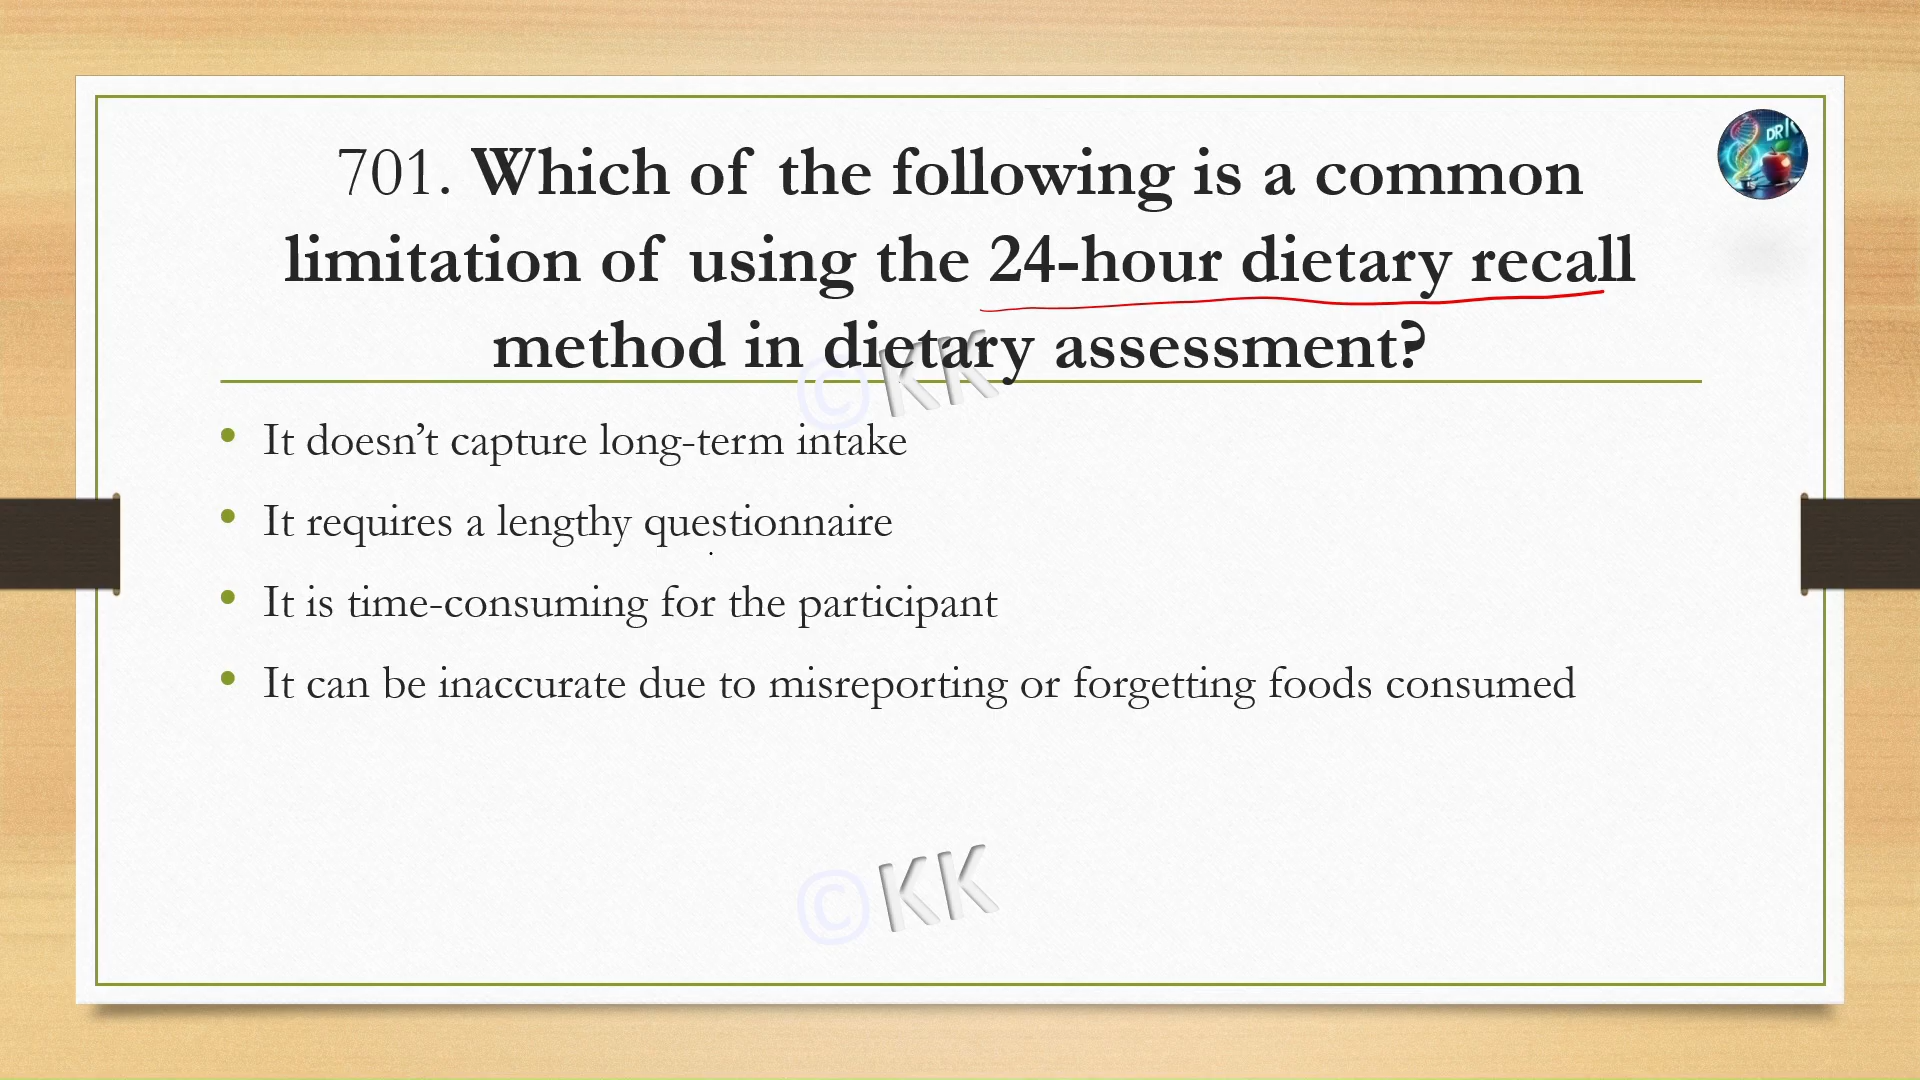 701. Which of the following is a common
limitation of using the 24-hour dietary recall
method in dietary assessment?
©KK
• It doesn’t capture long-term intake
• It requires a lengthy questionnaire
• It is time-consuming for the participant
• It can be inaccurate due to misreporting or forgetting foods consumed
©KK